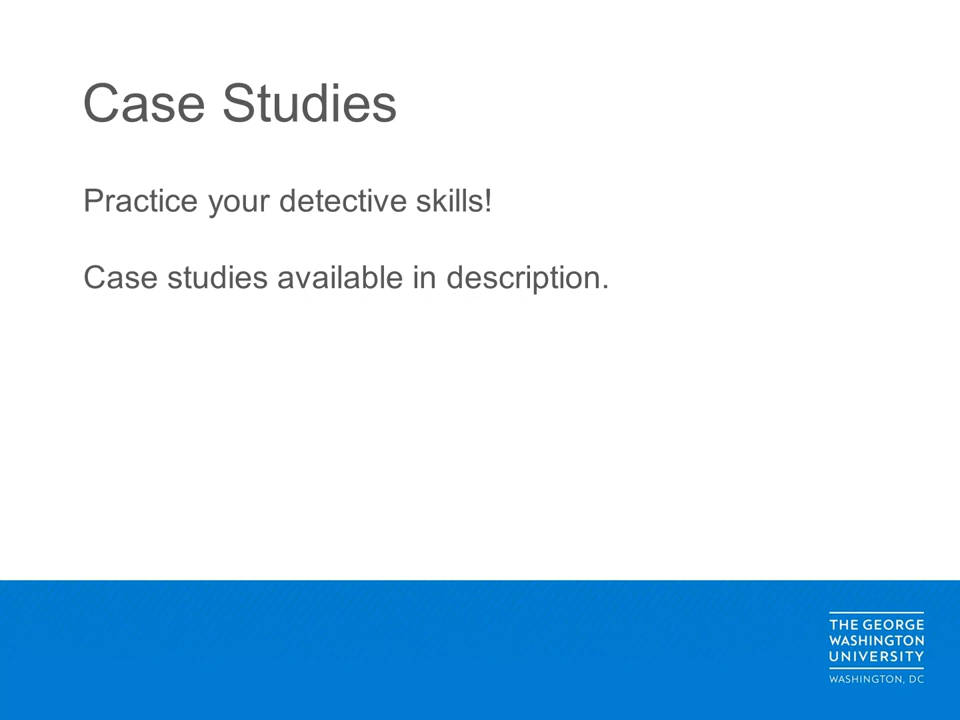 Case Studies
Practice your detective skills!
Case studies available in description.
THE GEORGE
WASHINGTON
UNIVERSITY
WASHINGTON, DC